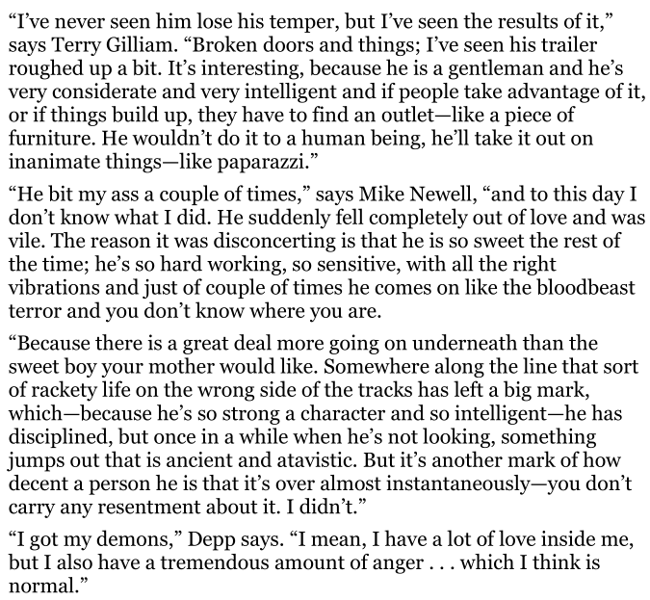 “I’ve never seen him lose his temper, but I’ve seen the results of it,”
says Terry Gilliam. “Broken doors and things; I’ve seen his trailer
roughed up a bit. It’s interesting, because he is a gentleman and he’s
very considerate and very intelligent and if people take advantage of it,
or if things build up, they have to find an outlet—like a piece of
furniture. He wouldn’t do it to a human being, he’ll take it out on
inanimate things—like paparazzi.”
“He bit my ass a couple of times,” says Mike Newell, “and to this day I
don’t know what I did. He suddenly fell completely out of love and was
vile. The reason it was disconcerting is that he is so sweet the rest of
the time; he’s so hard working, so sensitive, with all the right
vibrations and just of couple of times he comes on like the bloodbeast
terror and you don’t know where you are.
“Because there is a great deal more going on underneath than the
sweet boy your mother would like. Somewhere along the line that sort
of rackety life on the wrong side of the tracks has left a big mark,
which—because he’s so strong a character and so intelligent—he has
disciplined, but once in a while when he’s not looking, something
jumps out that is ancient and atavistic. But it’s another mark of how
decent a person he is that it’s over almost instantaneously—you don’t
carry any resentment about it. I didn’t.”
“I got my demons,” Depp says. “I mean, I have a lot of love inside me,
but I also have a tremendous amount of anger . . . which I think is
normal.”